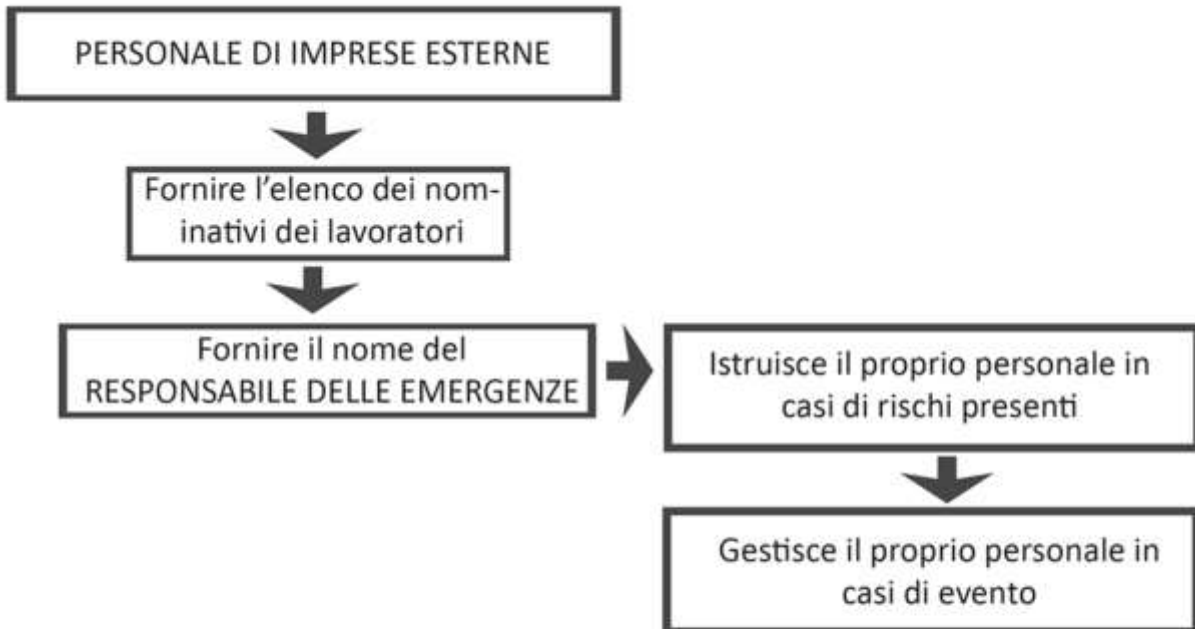 PERSONALE DI IMPRESE ESTERNE
Fornire l’elenco dei nom-
inativi dei lavoratori
Fornire il nome del
RESPONSABILE DELLE EMERGENZE
Istruisce il proprio personale in
casi di rischi presenti
Gestisce il proprio personale in
casi di evento